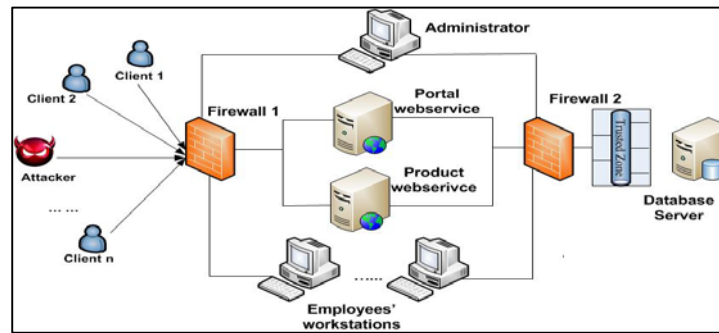 Administrator
Client 1
Client 2
Firewall 1
Portal
webservice
Firewall 2
Attacker
Trusted Zone
Product
webserivce
Database
Server
... ...
Client n
......
Employees'
workstations